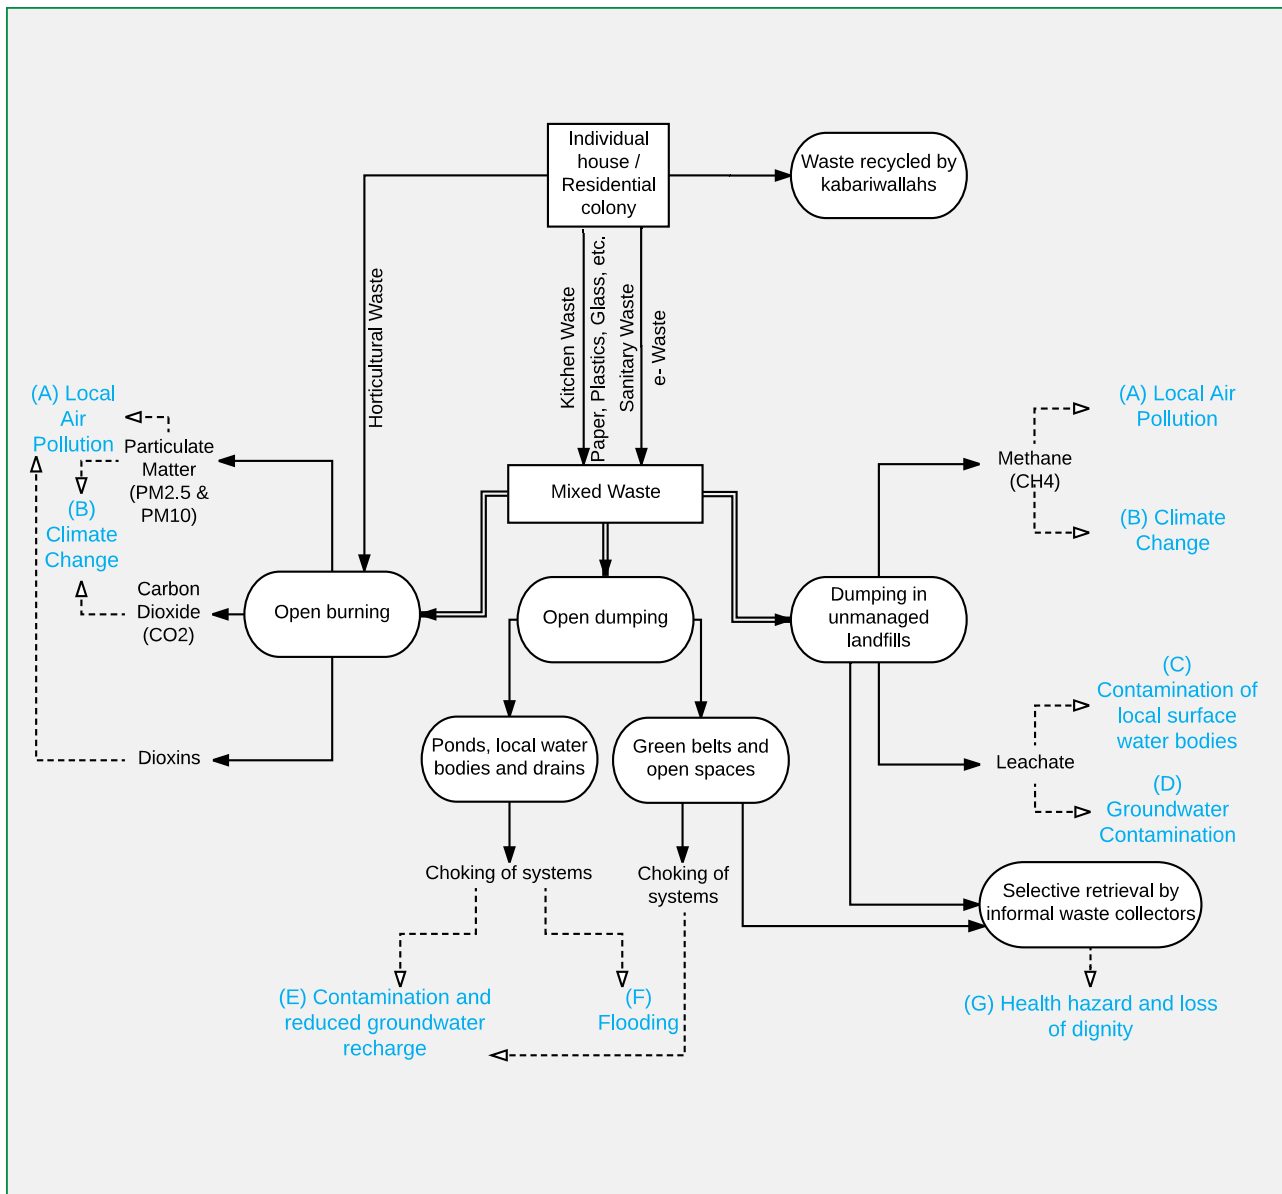 Individual
house /
Residential
colony
Waste recycled by
kabariwallahs
Horticultural Waste
Kitchen Waste
Paper, Plastics, Glass, etc.
Sanitary Waste
e- Waste
(A) Local
Air
Pollution
Particulate
Matter
(PM2.5 &
PM10)
(B)
Climate
Change
Carbon
Dioxide
(CO2)
Dioxins
Open burning
Mixed Waste
Open dumping
Dumping in
unmanaged
landfills
Methane
(CH4)
(A) Local Air
Pollution
(B) Climate
Change
(C)
Contamination of
local surface
water bodies
Leachate
(D)
Groundwater
Contamination
Ponds, local water
bodies and drains
Green belts and
open spaces
Choking of systems
Choking of
systems
Selective retrieval by
informal waste collectors
(E) Contamination and
reduced groundwater
recharge
(F)
Flooding
(G) Health hazard and loss
of dignity